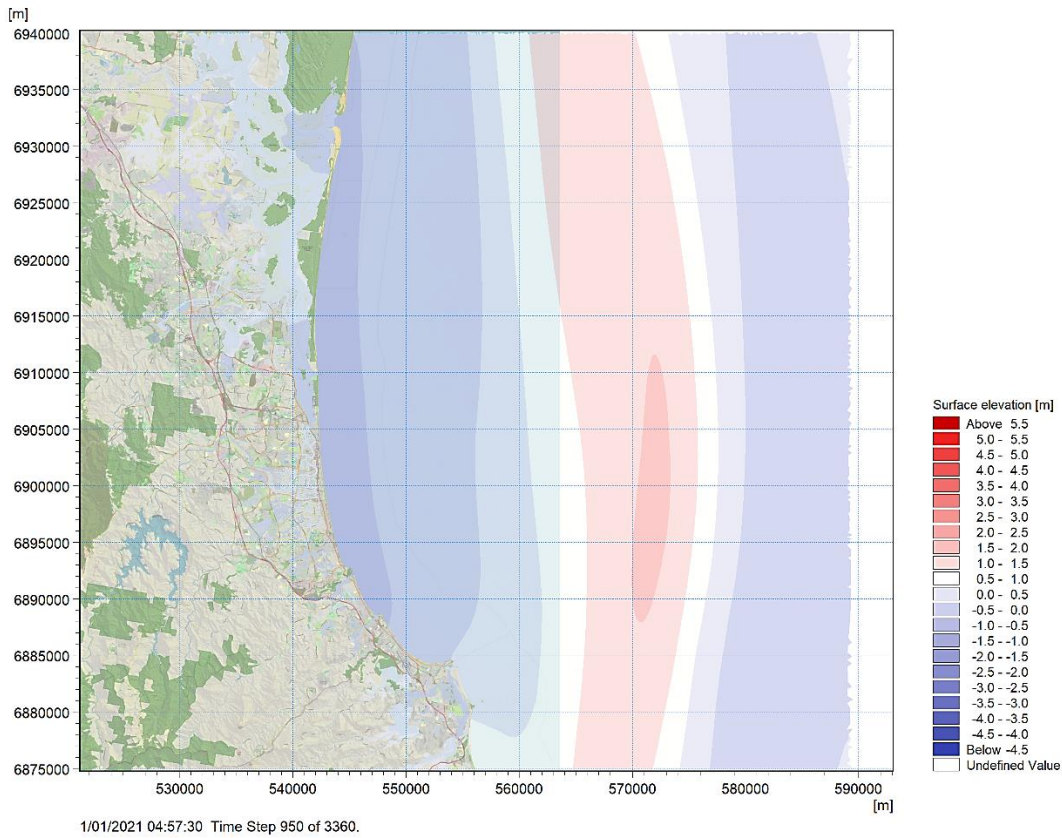 [m]
6940000
6935000
6930000
6925000
6920000
6915000
6910000
6905000
6900000
6895000
6890000
6885000
6880000
6875000
530000 540000 550000 560000 570000 580000 590000
[m]
Surface elevation [m]
Above 5.5
5.0 - 5.5
4.5 - 5.0
4.0 - 4.5
3.5 - 4.0
3.0 - 3.5
2.5 - 3.0
2.0 - 2.5
1.5 - 2.0
1.0 - 1.5
0.5 - 1.0
0.0 - 0.5
-0.5 - 0.0
-1.0 - -0.5
-1.5 - -1.0
-2.0 - -1.5
-2.5 - -2.0
-3.0 - -2.5
-3.5 - -3.0
-4.0 - -3.5
-4.5 - -4.0
Below -4.5
Undefined Value
1/01/2021 04:57:30 Time Step 950 of 3360.